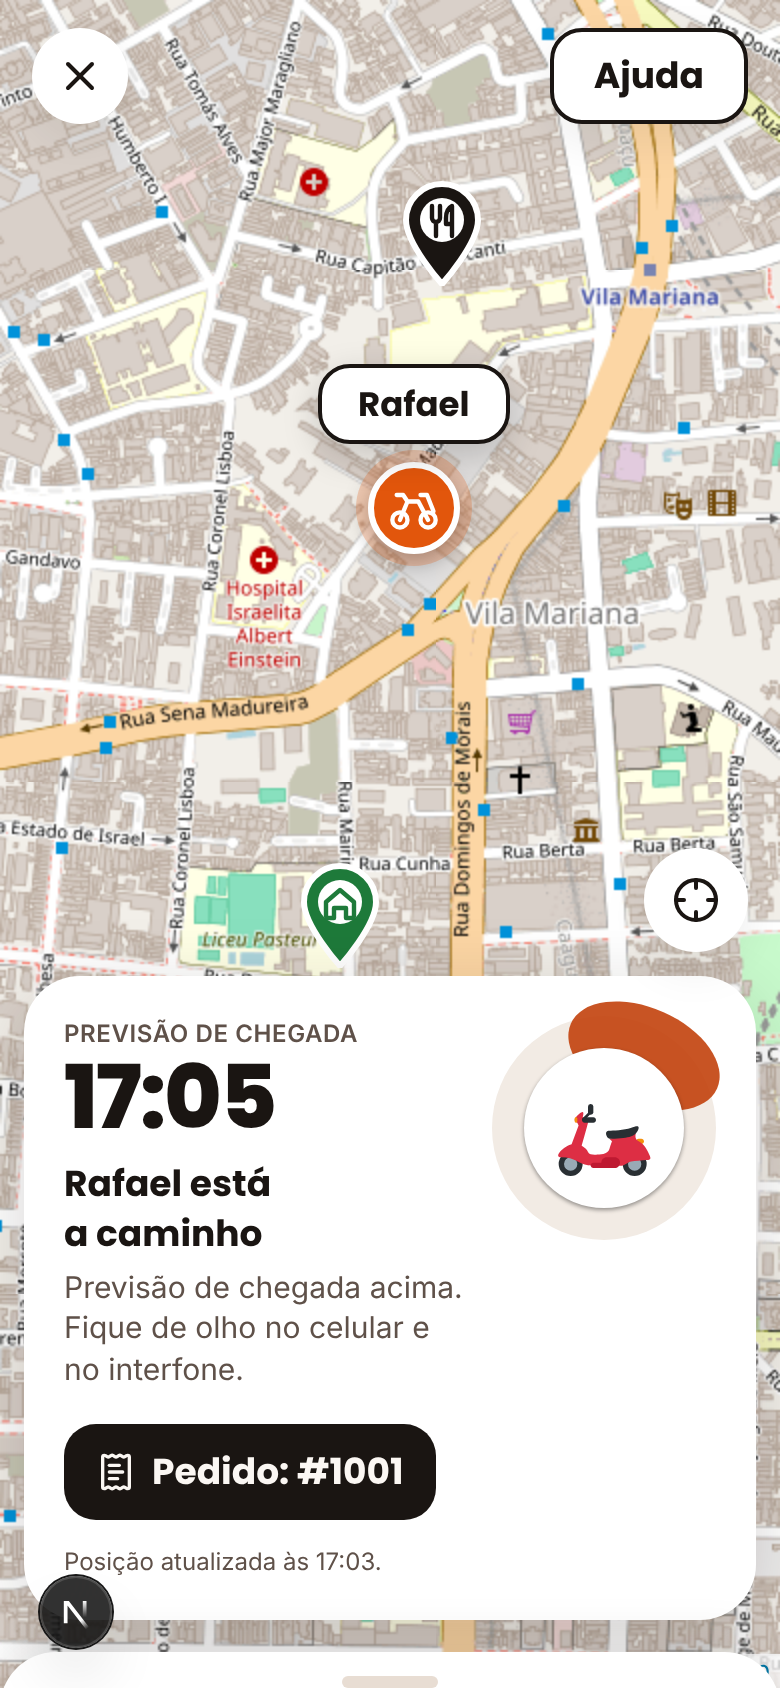 Ajuda
Rua Tomás Alves
Rua Major Maragliano
Humberto I
Rua Capitão
canti
Vila Mariana
Rafael
Rua Coronel Lisboa
Gandavo
Hospital
Israelita
Albert
Einstein
Vila Mariana
Rua Sena Madureira
Rua Domingos de Morais
Rua Coronel Lisboa
a Estado de Israel
Rua Cunha
Rua Berta
Rua Berta
Liceu Pasteur
PREVISÃO DE CHEGADA
17:05
Rafael está
a caminho
Previsão de chegada acima.
Fique de olho no celular e
no interfone.
Pedido: #1001
Posição atualizada às 17:03.
N